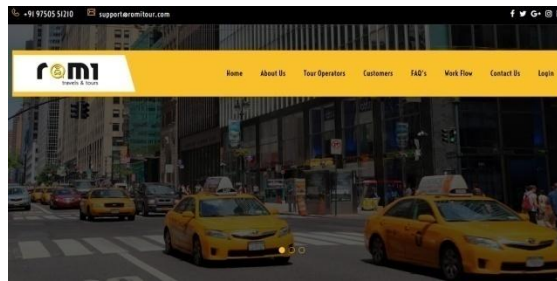 +91 97505 51210 support@romitour.com
romi
travels & tours
Home About Us Tour Operators Customers FAQ's Work Flow Contact Us Login